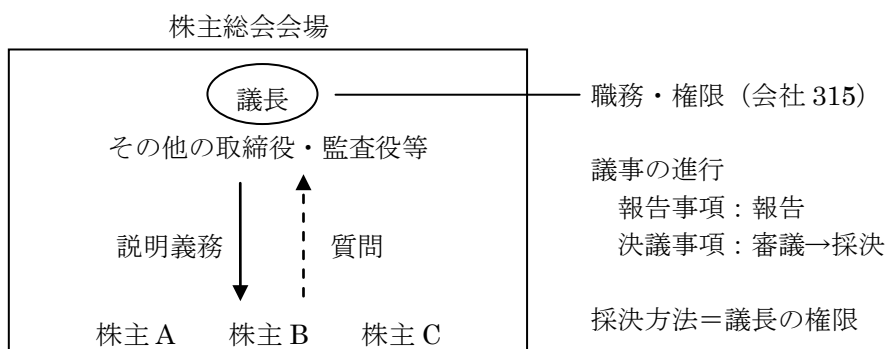 株主総会会場
議長
その他の取締役・監査役等
説明義務
質問
株主 A 株主 B 株主 C
職務・権限（会社 315）
議事の進行
報告事項：報告
決議事項：審議→採決
採決方法＝議長の権限